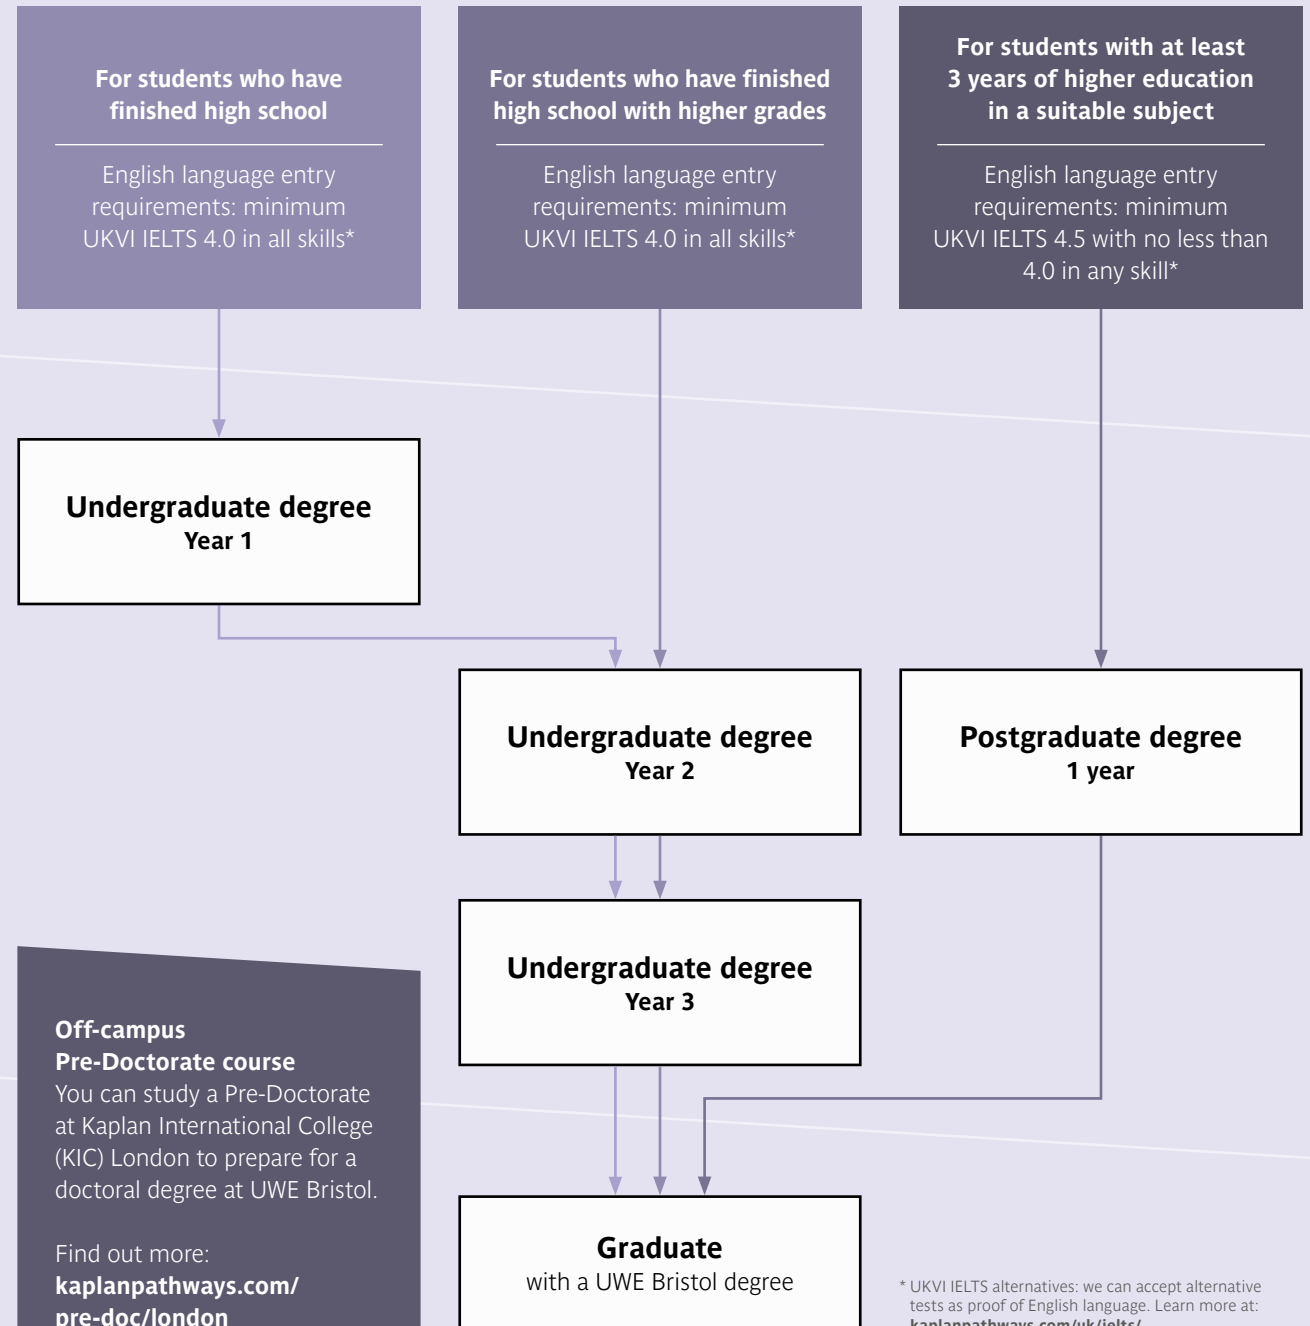 For students who have
finished high school
English language entry
requirements: minimum
UKVI IELTS 4.0 in all skills*
For students who have finished
high school with higher grades
English language entry
requirements: minimum
UKVI IELTS 4.0 in all skills*
For students with at least
3 years of higher education
in a suitable subject
English language entry
requirements: minimum
UKVI IELTS 4.5 with no less than
4.0 in any skill*
Undergraduate degree
Year 1
Undergraduate degree
Year 2
Postgraduate degree
1 year
Undergraduate degree
Year 3
Off-campus
Pre-Doctorate course
You can study a Pre-Doctorate
at Kaplan International College
(KIC) London to prepare for a
doctoral degree at UWE Bristol.
Find out more:
kaplanpathways.com/
pre-doc/london
Graduate
with a UWE Bristol degree
* UKVI IELTS alternatives: we can accept alternative
tests as proof of English language. Learn more at:
kaplanpathways.com/uk/ielts/